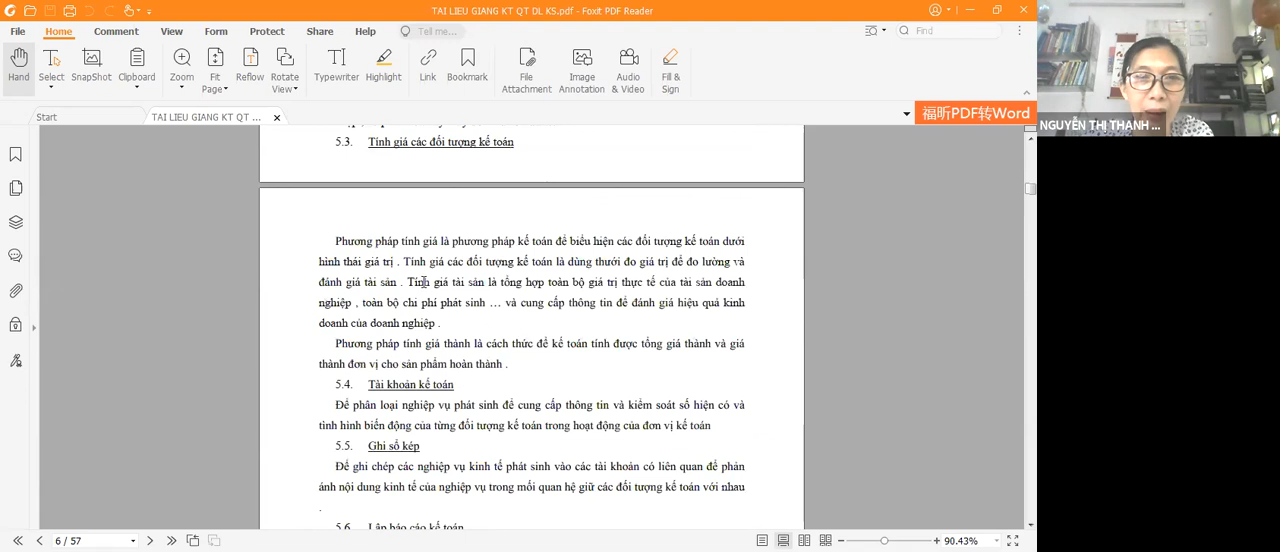 TAI LIEU GIANG KT QT DL KS.pdf - Foxit PDF Reader
File Home Comment View Form Protect Share Help Tell me... Find
Hand Select SnapShot Clipboard Zoom Fit Page Reflow Rotate View Typewriter Highlight Link Bookmark File Attachment Image Annotation Audio & Video Fill & Sign
Start TAI LIEU GIANG KT QT ... 福昕PDF转Word
NGUYỄN THI THANH ...
5.3. Tính giá các đối tượng kế toán
Phương pháp tính giá là phương pháp kế toán để biểu hiện các đối tượng kế toán dưới
hình thái giá trị . Tính giá các đối tượng kế toán là dùng thưới đo giá trị để đo lường và
đánh giá tài sản . Tính giá tài sản là tổng hợp toàn bộ giá trị thực tế của tài sản doanh
nghiệp , toàn bộ chi phí phát sinh ... và cung cấp thông tin để đánh giá hiệu quả kinh
doanh của doanh nghiệp .
Phương pháp tính giá thành là cách thức để kế toán tính được tổng giá thành và giá
thành đơn vị cho sản phẩm hoàn thành .
5.4. Tài khoản kế toán
Để phân loại nghiệp vụ phát sinh để cung cấp thông tin và kiểm soát số hiện có và
tình hình biến động của từng đối tượng kế toán trong hoạt động của đơn vị kế toán
5.5. Ghi sổ kép
Để ghi chép các nghiệp vụ kinh tế phát sinh vào các tài khoản có liên quan để phản
ánh nội dung kinh tế của nghiệp vụ trong mối quan hệ giữ các đối tượng kế toán với nhau
.
5.6. Lập báo cáo kế toán
6 / 57 90.43%